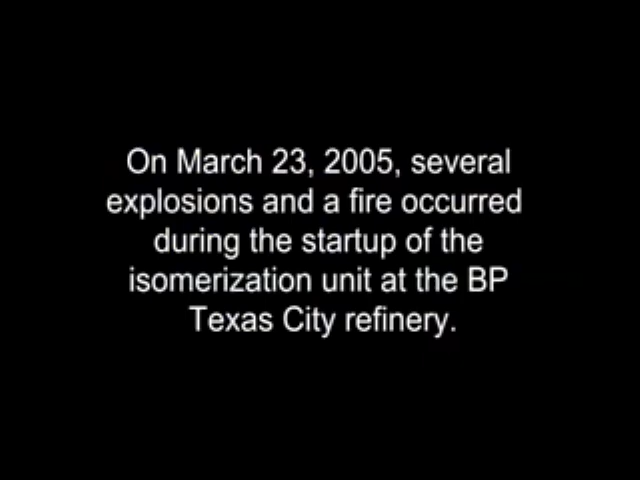 On March 23, 2005, several
explosions and a fire occurred
during the startup of the
isomerization unit at the BP
Texas City refinery.